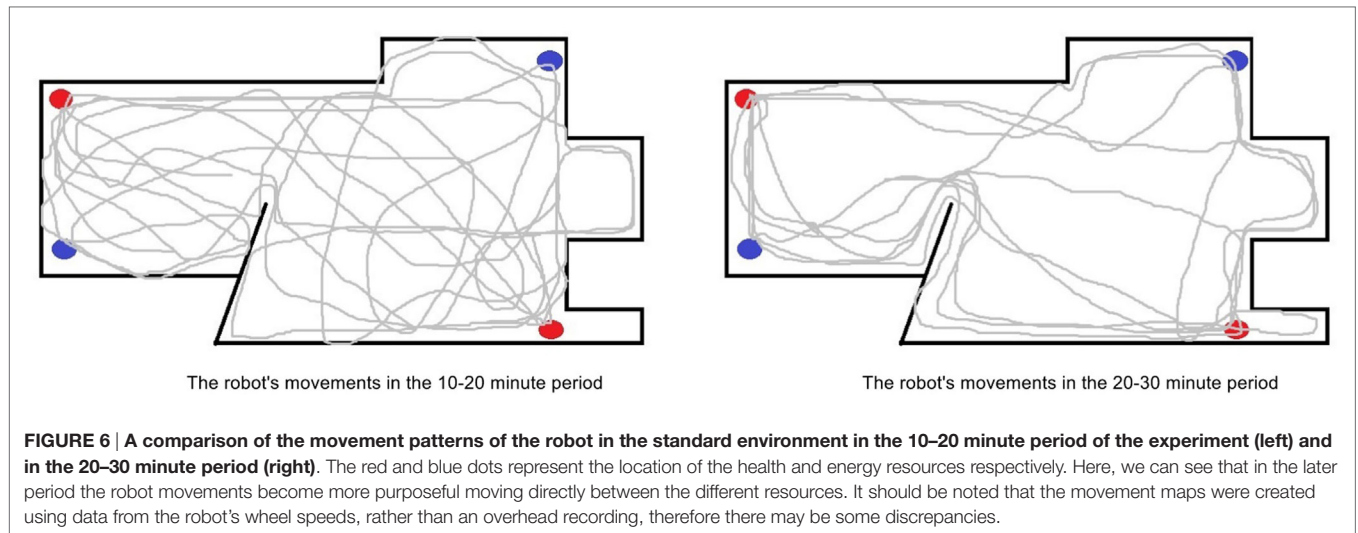 The robot's movements in the 10-20 minute period
The robot's movements in the 20-30 minute period
FIGURE 6 | A comparison of the movement patterns of the robot in the standard environment in the 10–20 minute period of the experiment (left) and
in the 20–30 minute period (right). The red and blue dots represent the location of the health and energy resources respectively. Here, we can see that in the later
period the robot movements become more purposeful moving directly between the different resources. It should be noted that the movement maps were created
using data from the robot's wheel speeds, rather than an overhead recording, therefore there may be some discrepancies.